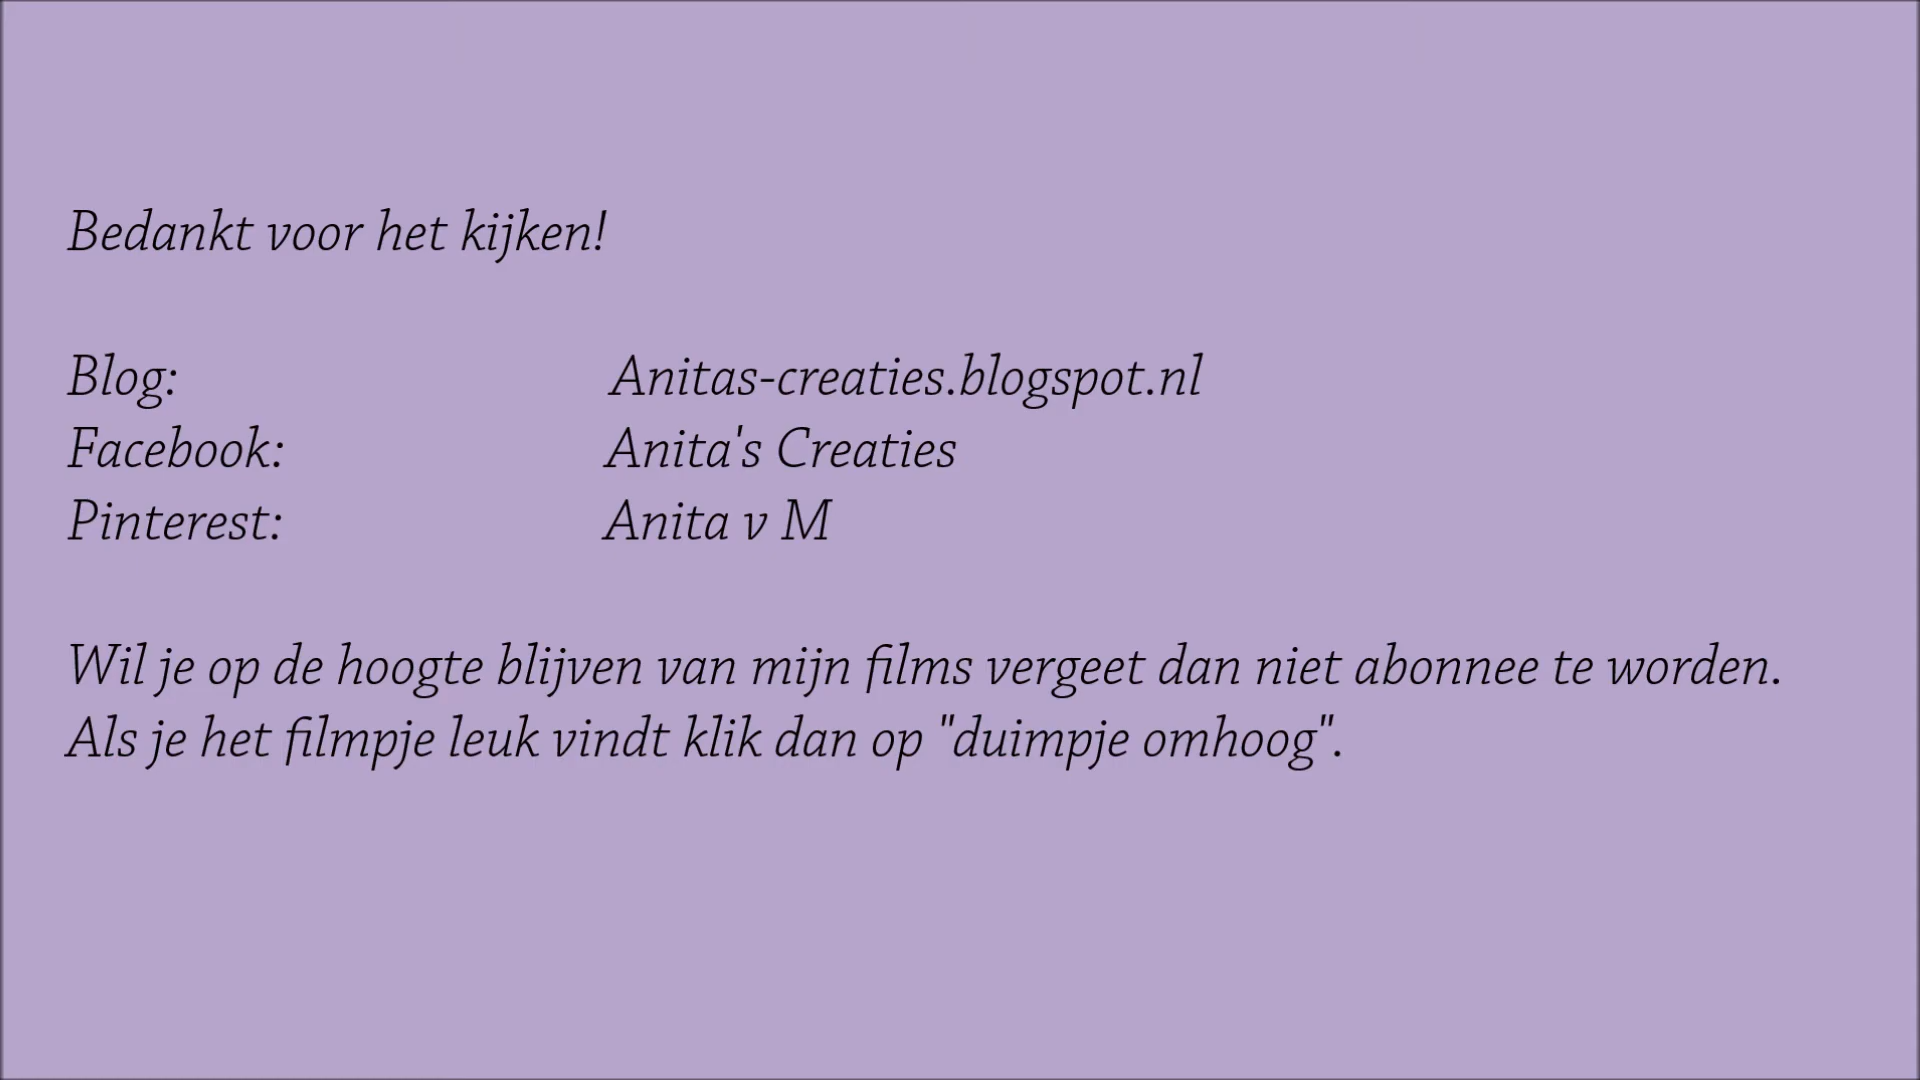 Bedankt voor het kijken!
Blog: Anitas-creaties.blogspot.nl
Facebook: Anita's Creaties
Pinterest: Anita v M
Wil je op de hoogte blijven van mijn films vergeet dan niet abonnee te worden.
Als je het filmpje leuk vindt klik dan op "duimpje omhoog".